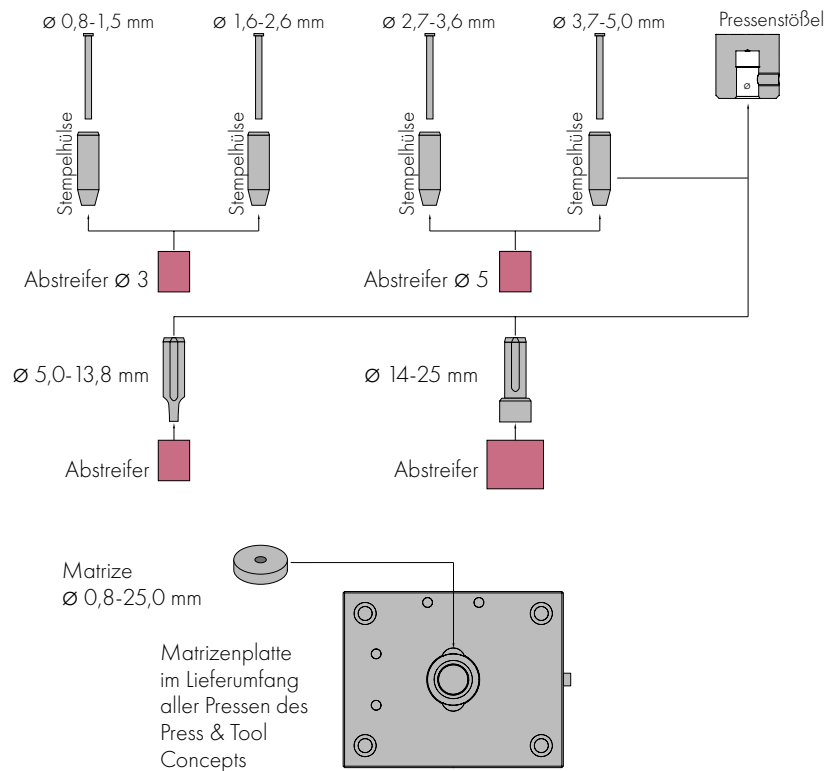 ø 0,8-1,5 mm
ø 1,6-2,6 mm
ø 2,7-3,6 mm
ø 3,7-5,0 mm
Pressenstößel
ø
Stempelhülse
Stempelhülse
Stempelhülse
Stempelhülse
Abstreifer ø 3
Abstreifer ø 5
ø 5,0-13,8 mm
ø 14-25 mm
Abstreifer
Abstreifer
Matrize
ø 0,8-25,0 mm
Matrizenplatte
im Lieferumfang
aller Pressen des
Press & Tool
Concepts